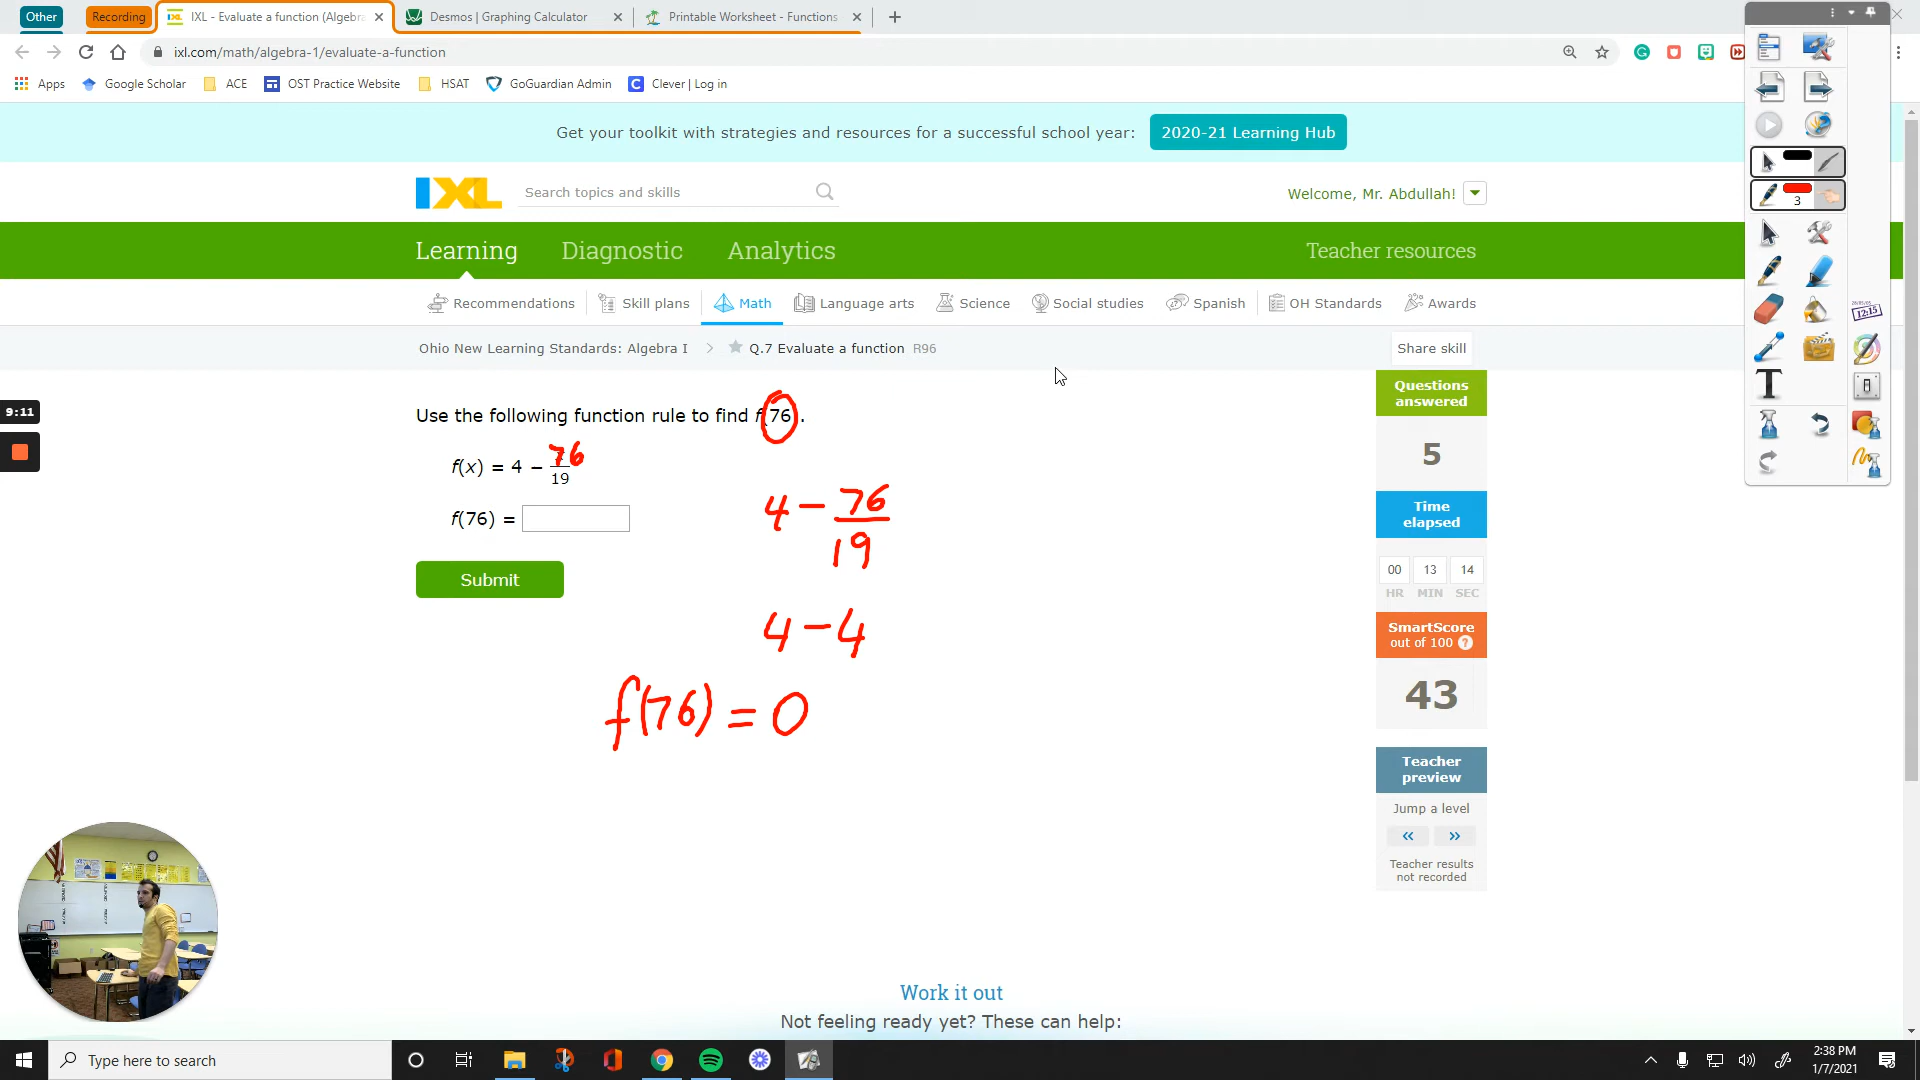 Other
Recording
IXL - Evaluate a function (Algebra
Desmos | Graphing Calculator
Printable Worksheet - Functions
ixl.com/math/algebra-1/evaluate-a-function
Apps Google Scholar ACE OST Practice Website HSAT GoGuardian Admin Clever | Log in
Get your toolkit with strategies and resources for a successful school year: 2020-21 Learning Hub
IXL Search topics and skills Welcome, Mr. Abdullah!
Learning Diagnostic Analytics Teacher resources
Recommendations Skill plans Math Language arts Science Social studies Spanish OH Standards Awards
Ohio New Learning Standards: Algebra I > Q.7 Evaluate a function R96 Share skill
9:11
Use the following function rule to find f(76).
f(x) = 4 − 76/19
f(76) =
Submit
4 − 76/19
4 − 4
f(76) = 0
Questions answered
5
Time elapsed
00 13 14
HR MIN SEC
SmartScore
out of 100 ?
43
Teacher preview
Jump a level
« »
Teacher results
not recorded
Work it out
Not feeling ready yet? These can help:
3
T
12:15
Type here to search
2:38 PM
1/7/2021